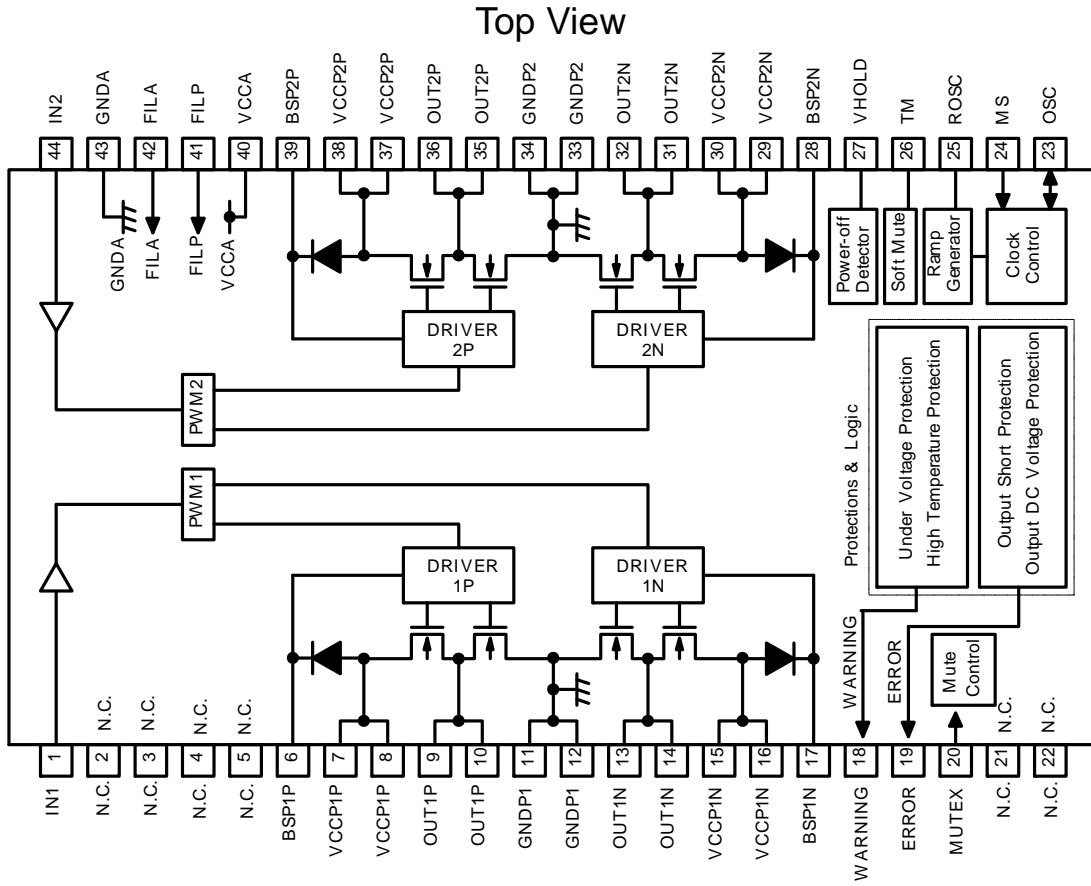 Top View
IN2
GNDA
FILA
FILP
VCCA
BSP2P
VCCP2P
VCCP2P
OUT2P
OUT2P
GNDP2
GNDP2
OUT2N
OUT2N
VCCP2N
VCCP2N
BSP2N
VHOLD
TM
ROSC
MS
OSC
44
43
42
41
40
39
38
37
36
35
34
33
32
31
30
29
28
27
26
25
24
23
GNDA
FILA
FILP
VCCA
Power-off
Detector
Soft Mute
Ramp
Generator
Clock
Control
DRIVER
2P
DRIVER
2N
PWM2
PWM1
DRIVER
1P
DRIVER
1N
Protections & Logic
Under Voltage Protection
High Temperature Protection
Output Short Protection
Output DC Voltage Protection
WARNING
ERROR
Mute
Control
N.C.
N.C.
N.C.
N.C.
N.C.
N.C.
1
2
3
4
5
6
7
8
9
10
11
12
13
14
15
16
17
18
19
20
21
22
IN1
N.C.
N.C.
N.C.
N.C.
BSP1P
VCCP1P
VCCP1P
OUT1P
OUT1P
GNDP1
GNDP1
OUT1N
OUT1N
VCCP1N
VCCP1N
BSP1N
WARNING
ERROR
MUTEX
N.C.
N.C.